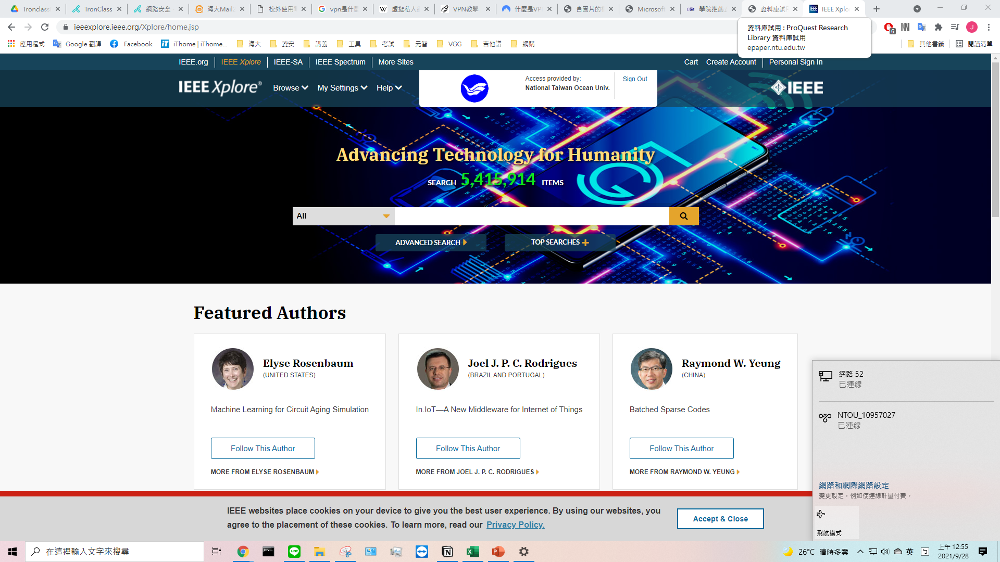 Tronclass
TronClass
網路安全
海大Mail2
校外使用
vpn是什
虛擬私人
VPN教學
什麼是VP
含圖片的
Microsoft
學院推薦
資料庫試
IEEE Xplo
ieeexplore.ieee.org/Xplore/home.jsp
6
J
資料庫試用 : ProQuest Research
Library 資料庫試用
epaper.ntu.edu.tw
應用程式
Google 翻譯
Facebook
iThome | iThome...
海大
資安
講義
工具
考試
元智
VGG
吉他譜
網購
其他書籤
閱讀清單
IEEE.org
IEEE Xplore
IEEE-SA
IEEE Spectrum
More Sites
Cart
Create Account
Personal Sign In
IEEE Xplore®
Browse
My Settings
Help
Access provided by:
National Taiwan Ocean Univ.
Sign Out
IEEE
Advancing Technology for Humanity
SEARCH 5,415,914 ITEMS
All
ADVANCED SEARCH
TOP SEARCHES
Featured Authors
Elyse Rosenbaum
(UNITED STATES)
Machine Learning for Circuit Aging Simulation
Follow This Author
MORE FROM ELYSE ROSENBAUM
Joel J. P. C. Rodrigues
(BRAZIL AND PORTUGAL)
In.IoT—A New Middleware for Internet of Things
Follow This Author
MORE FROM JOEL J. P. C. RODRIGUES
Raymond W. Yeung
(CHINA)
Batched Sparse Codes
Follow This Author
MORE FROM RAYMOND W. YEUNG
網路 52
已連線
NTOU_10957027
已連線
網路和網際網路設定
變更設定，例如使連線計量付費。
飛航模式
IEEE websites place cookies on your device to give you the best user experience. By using our websites, you
agree to the placement of these cookies. To learn more, read our Privacy Policy.
Accept & Close
在這裡輸入文字來搜尋
26°C 晴時多雲
英
上午 12:55
2021/9/28